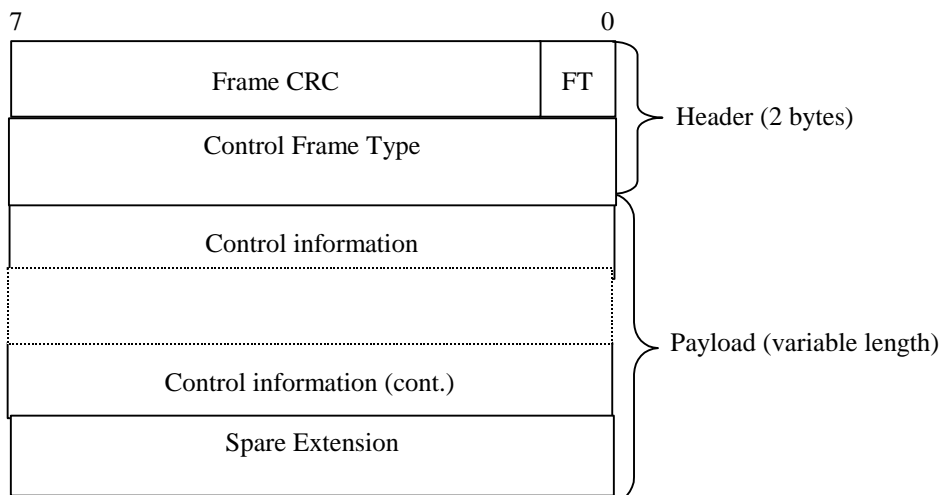 7 0
Frame CRC FT
Header (2 bytes)
Control Frame Type
Control information
Payload (variable length)
Control information (cont.)
Spare Extension